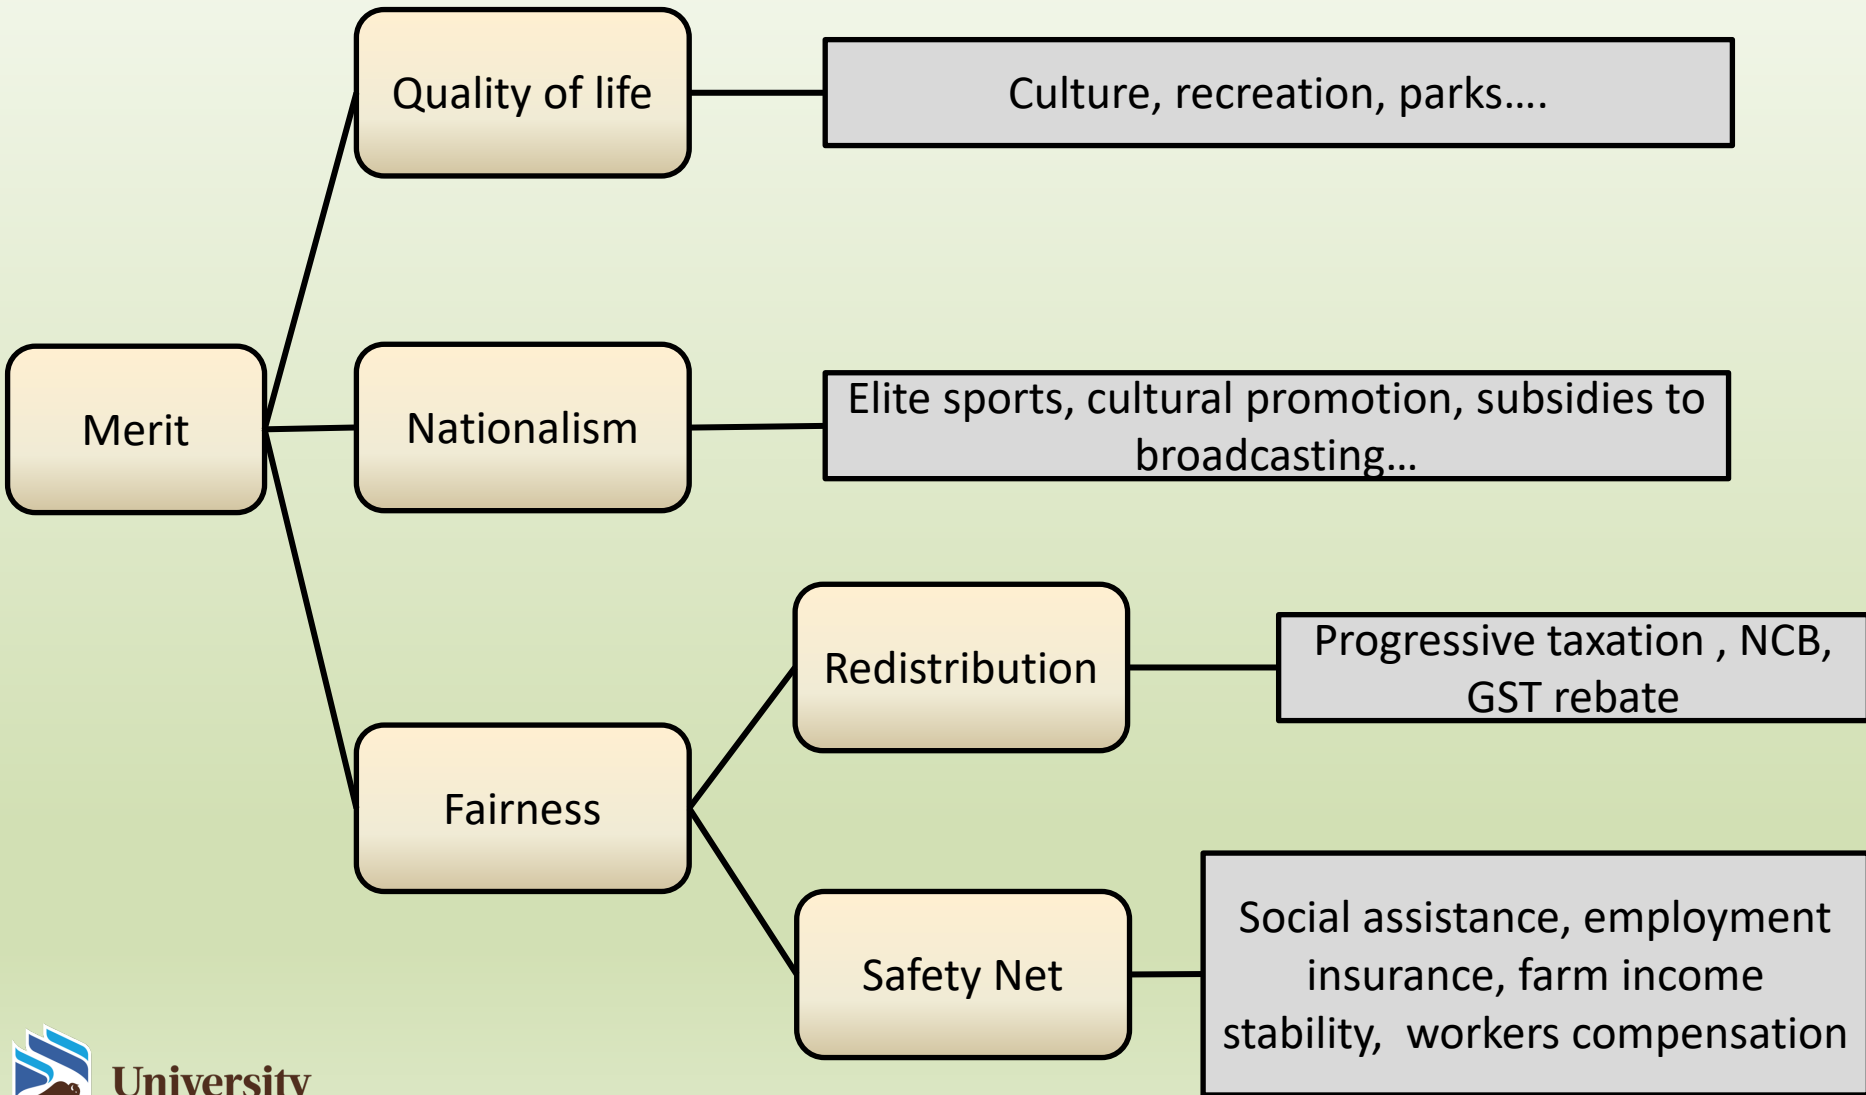 Quality of life
Culture, recreation, parks....
Merit
Nationalism
Elite sports, cultural promotion, subsidies to
broadcasting...
Redistribution
Progressive taxation , NCB,
GST rebate
Fairness
Safety Net
Social assistance, employment
insurance, farm income
stability,  workers compensation
University